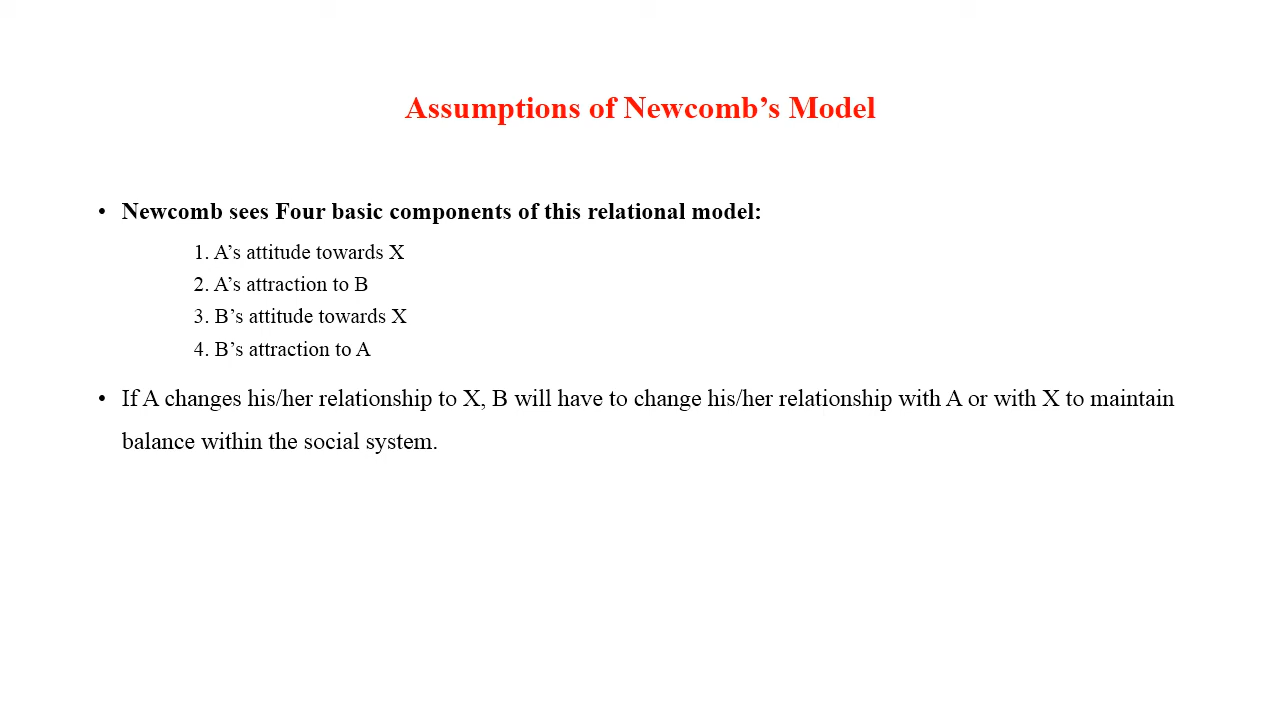 Assumptions of Newcomb’s Model
• Newcomb sees Four basic components of this relational model:
1. A’s attitude towards X
2. A’s attraction to B
3. B’s attitude towards X
4. B’s attraction to A
• If A changes his/her relationship to X, B will have to change his/her relationship with A or with X to maintain
balance within the social system.